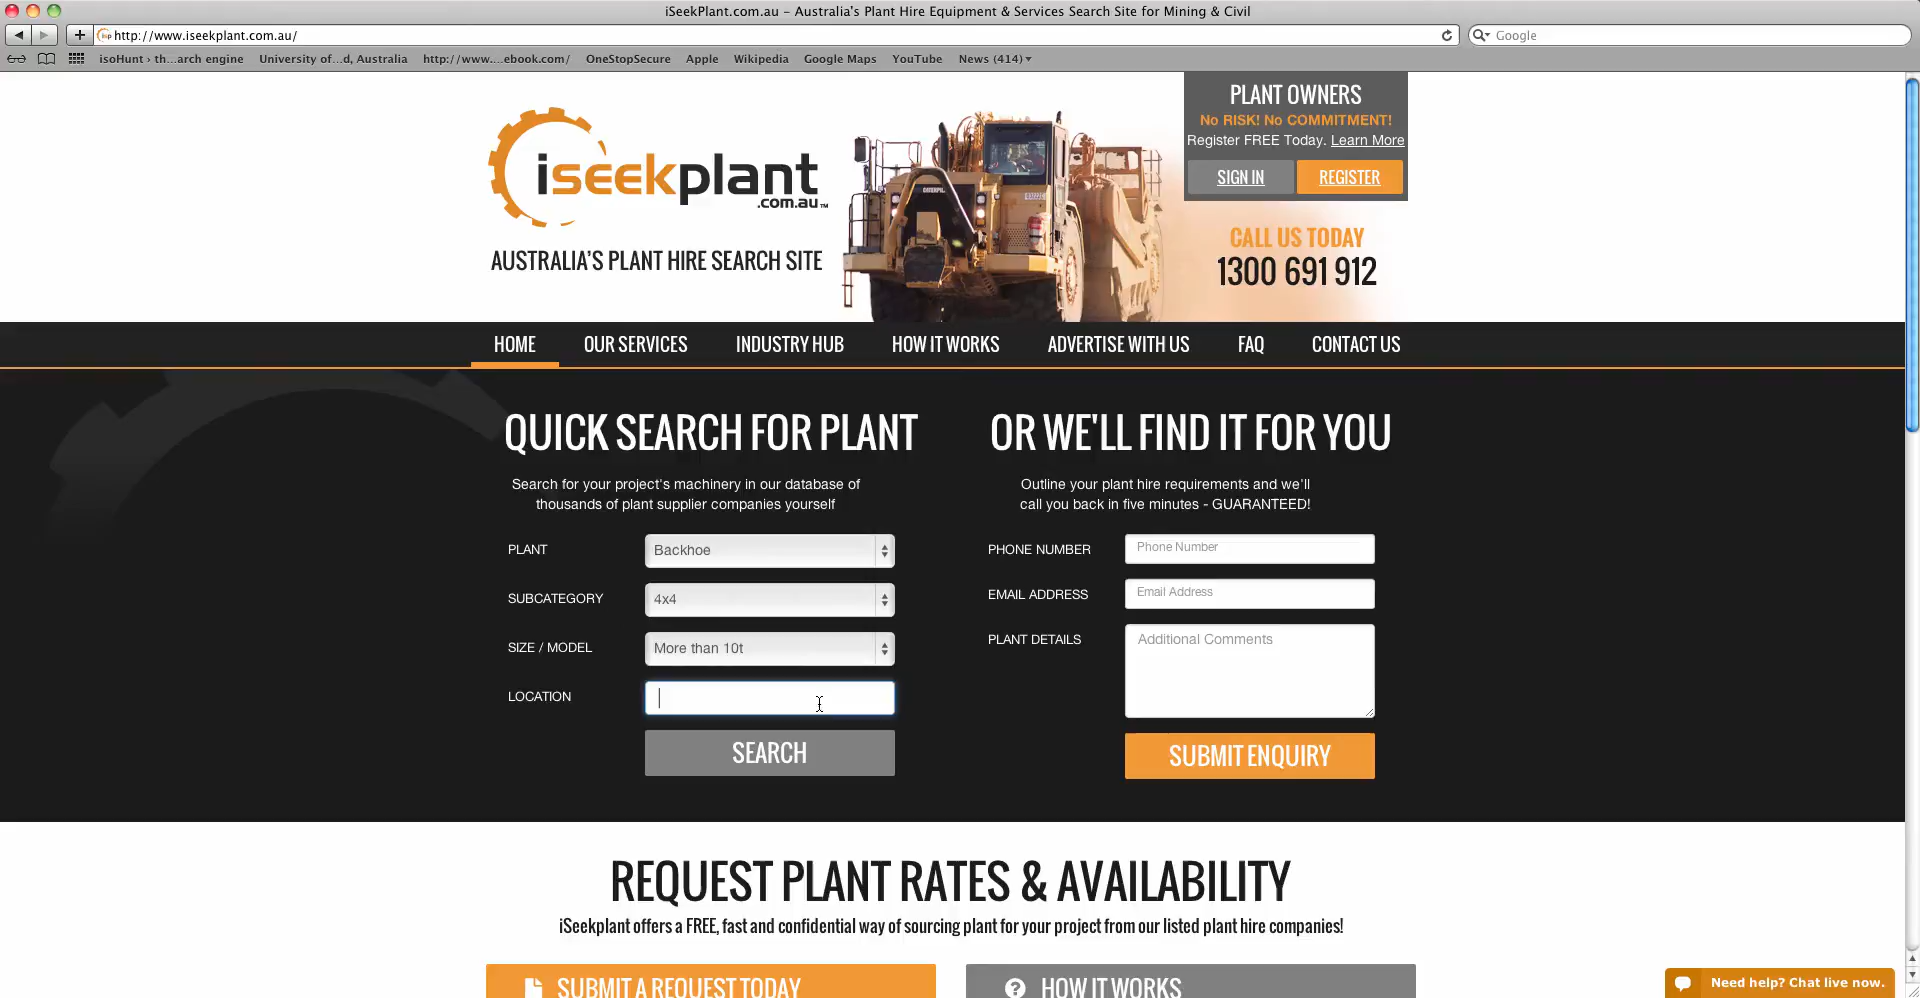 iSeekPlant.com.au – Australia's Plant Hire Equipment & Services Search Site for Mining & Civil
http://www.iseekplant.com.au/
Google
isoHunt › th...arch engine University of...d, Australia http://www....ebook.com/ OneStopSecure Apple Wikipedia Google Maps YouTube News (414)
PLANT OWNERS
No RISK! No COMMITMENT!
Register FREE Today. Learn More
SIGN IN REGISTER
iseekplant
.com.au™
AUSTRALIA'S PLANT HIRE SEARCH SITE
CALL US TODAY
1300 691 912
HOME OUR SERVICES INDUSTRY HUB HOW IT WORKS ADVERTISE WITH US FAQ CONTACT US
QUICK SEARCH FOR PLANT
Search for your project's machinery in our database of
thousands of plant supplier companies yourself
PLANT Backhoe
SUBCATEGORY 4x4
SIZE / MODEL More than 10t
LOCATION
SEARCH
OR WE'LL FIND IT FOR YOU
Outline your plant hire requirements and we'll
call you back in five minutes - GUARANTEED!
PHONE NUMBER Phone Number
EMAIL ADDRESS Email Address
PLANT DETAILS Additional Comments
SUBMIT ENQUIRY
REQUEST PLANT RATES & AVAILABILITY
iSeekplant offers a FREE, fast and confidential way of sourcing plant for your project from our listed plant hire companies!
SUBMIT A REQUEST TODAY
HOW IT WORKS
Need help? Chat live now.